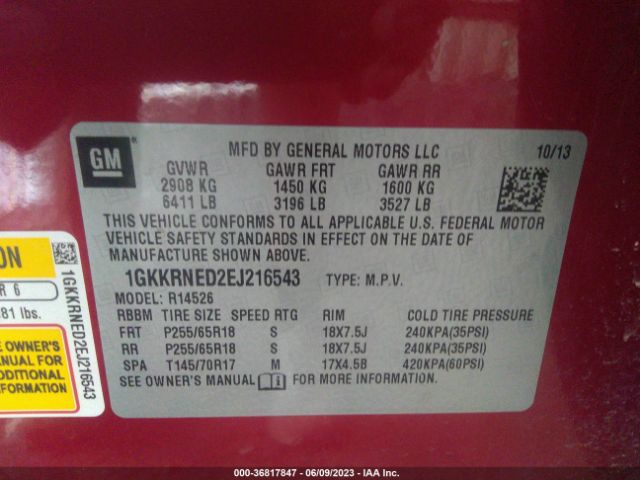 GM
MFD BY GENERAL MOTORS LLC 10/13
GVWR GAWR FRT GAWR RR
2908 KG 1450 KG 1600 KG
6411 LB 3196 LB 3527 LB
THIS VEHICLE CONFORMS TO ALL APPLICABLE U.S. FEDERAL MOTOR
VEHICLE SAFETY STANDARDS IN EFFECT ON THE DATE OF
MANUFACTURE SHOWN ABOVE.
1GKKRNED2EJ216543 TYPE: M.P.V.
MODEL: R14526
RBBM TIRE SIZE SPEED RTG RIM COLD TIRE PRESSURE
FRT P255/65R18 S 18X7.5J 240KPA(35PSI)
RR P255/65R18 S 18X7.5J 240KPA(35PSI)
SPA T145/70R17 M 17X4.5B 420KPA(60PSI)
SEE OWNER'S MANUAL FOR MORE INFORMATION.
ON
R 6
81 lbs.
EE OWNER'S
MANUAL FOR
ADDITIONAL
FORMATION
1GKKRNED2EJ216543
000-36817847 / 06/09/2023 - IAA Inc.